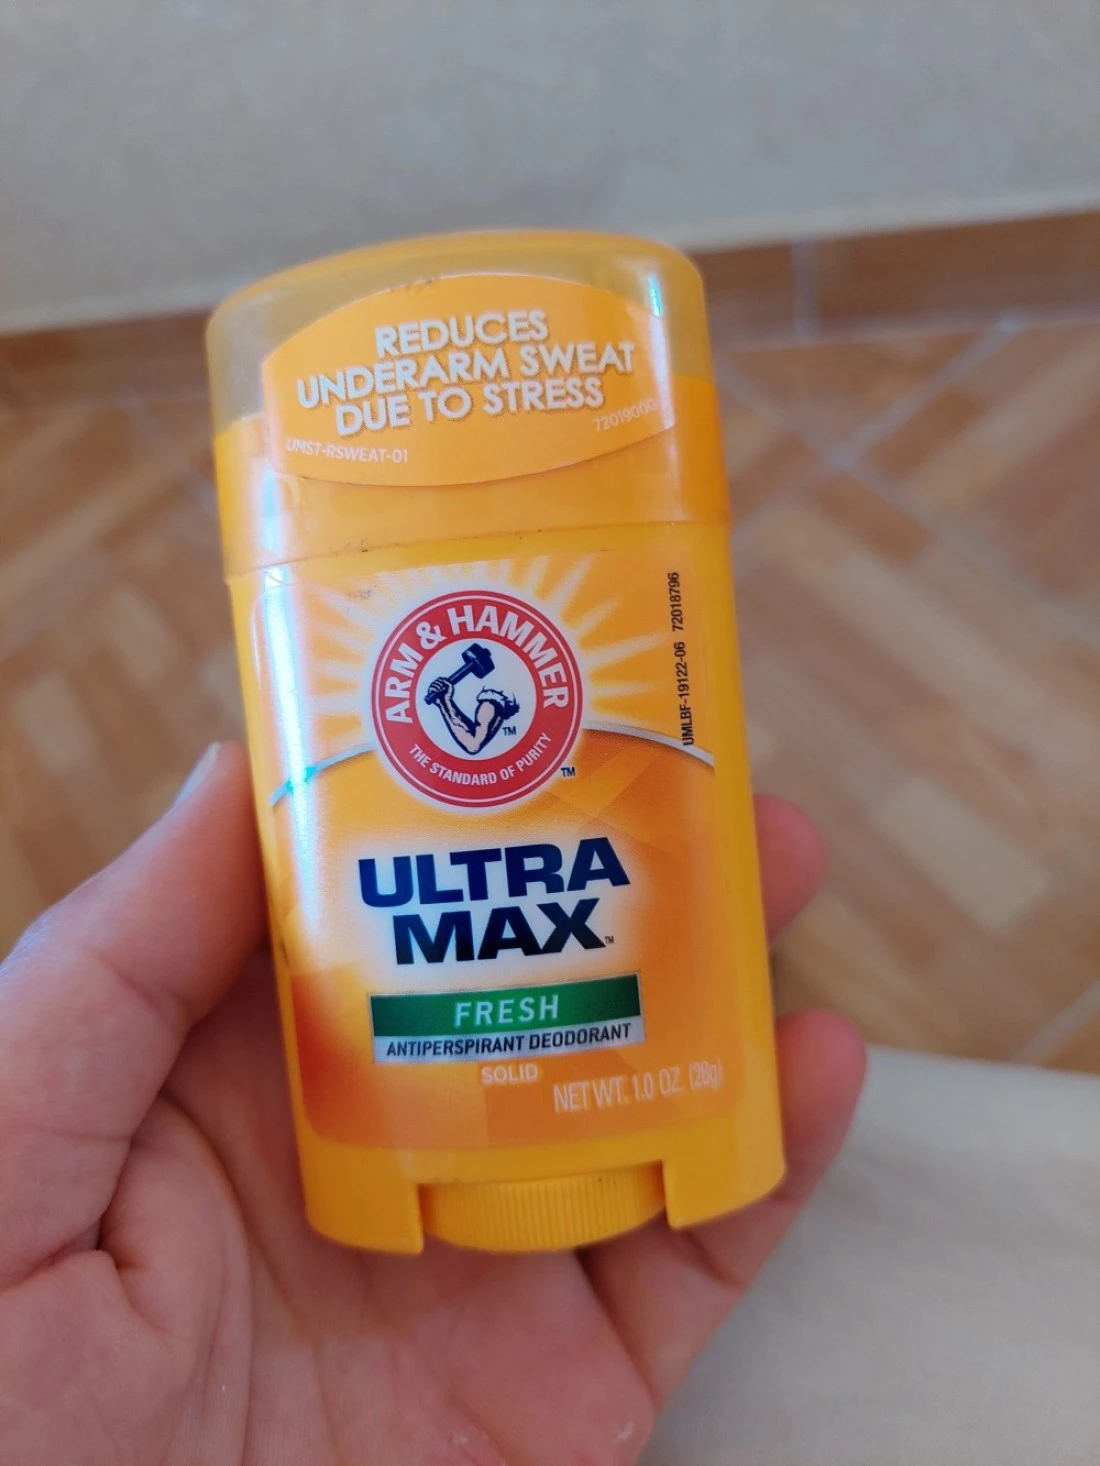 REDUCES
UNDERARM SWEAT
DUE TO STRESS
UMST-RSWEAT-01
ARM & HAMMER
THE STANDARD OF PURITY
TM
TM
UMLBF-19122-06 72018796
ULTRA
MAX™
FRESH
ANTIPERSPIRANT DEODORANT
SOLID
NET WT. 1.0 OZ. (28g)